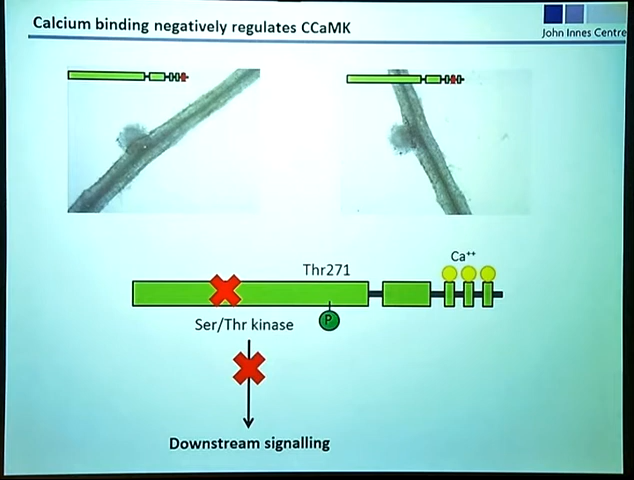 Calcium binding negatively regulates CCaMK
John Innes Centre
Ca⁺⁺
Thr271
P
Ser/Thr kinase
Downstream signalling